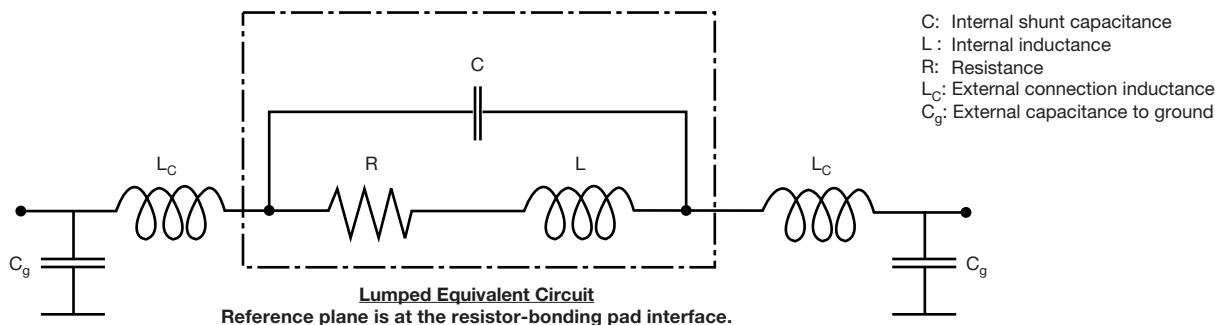 C: Internal shunt capacitance
L : Internal inductance
R: Resistance
L_C: External connection inductance
C_g: External capacitance to ground
C
L_C
R
L
L_C
C_g
C_g
Lumped Equivalent Circuit
Reference plane is at the resistor-bonding pad interface.